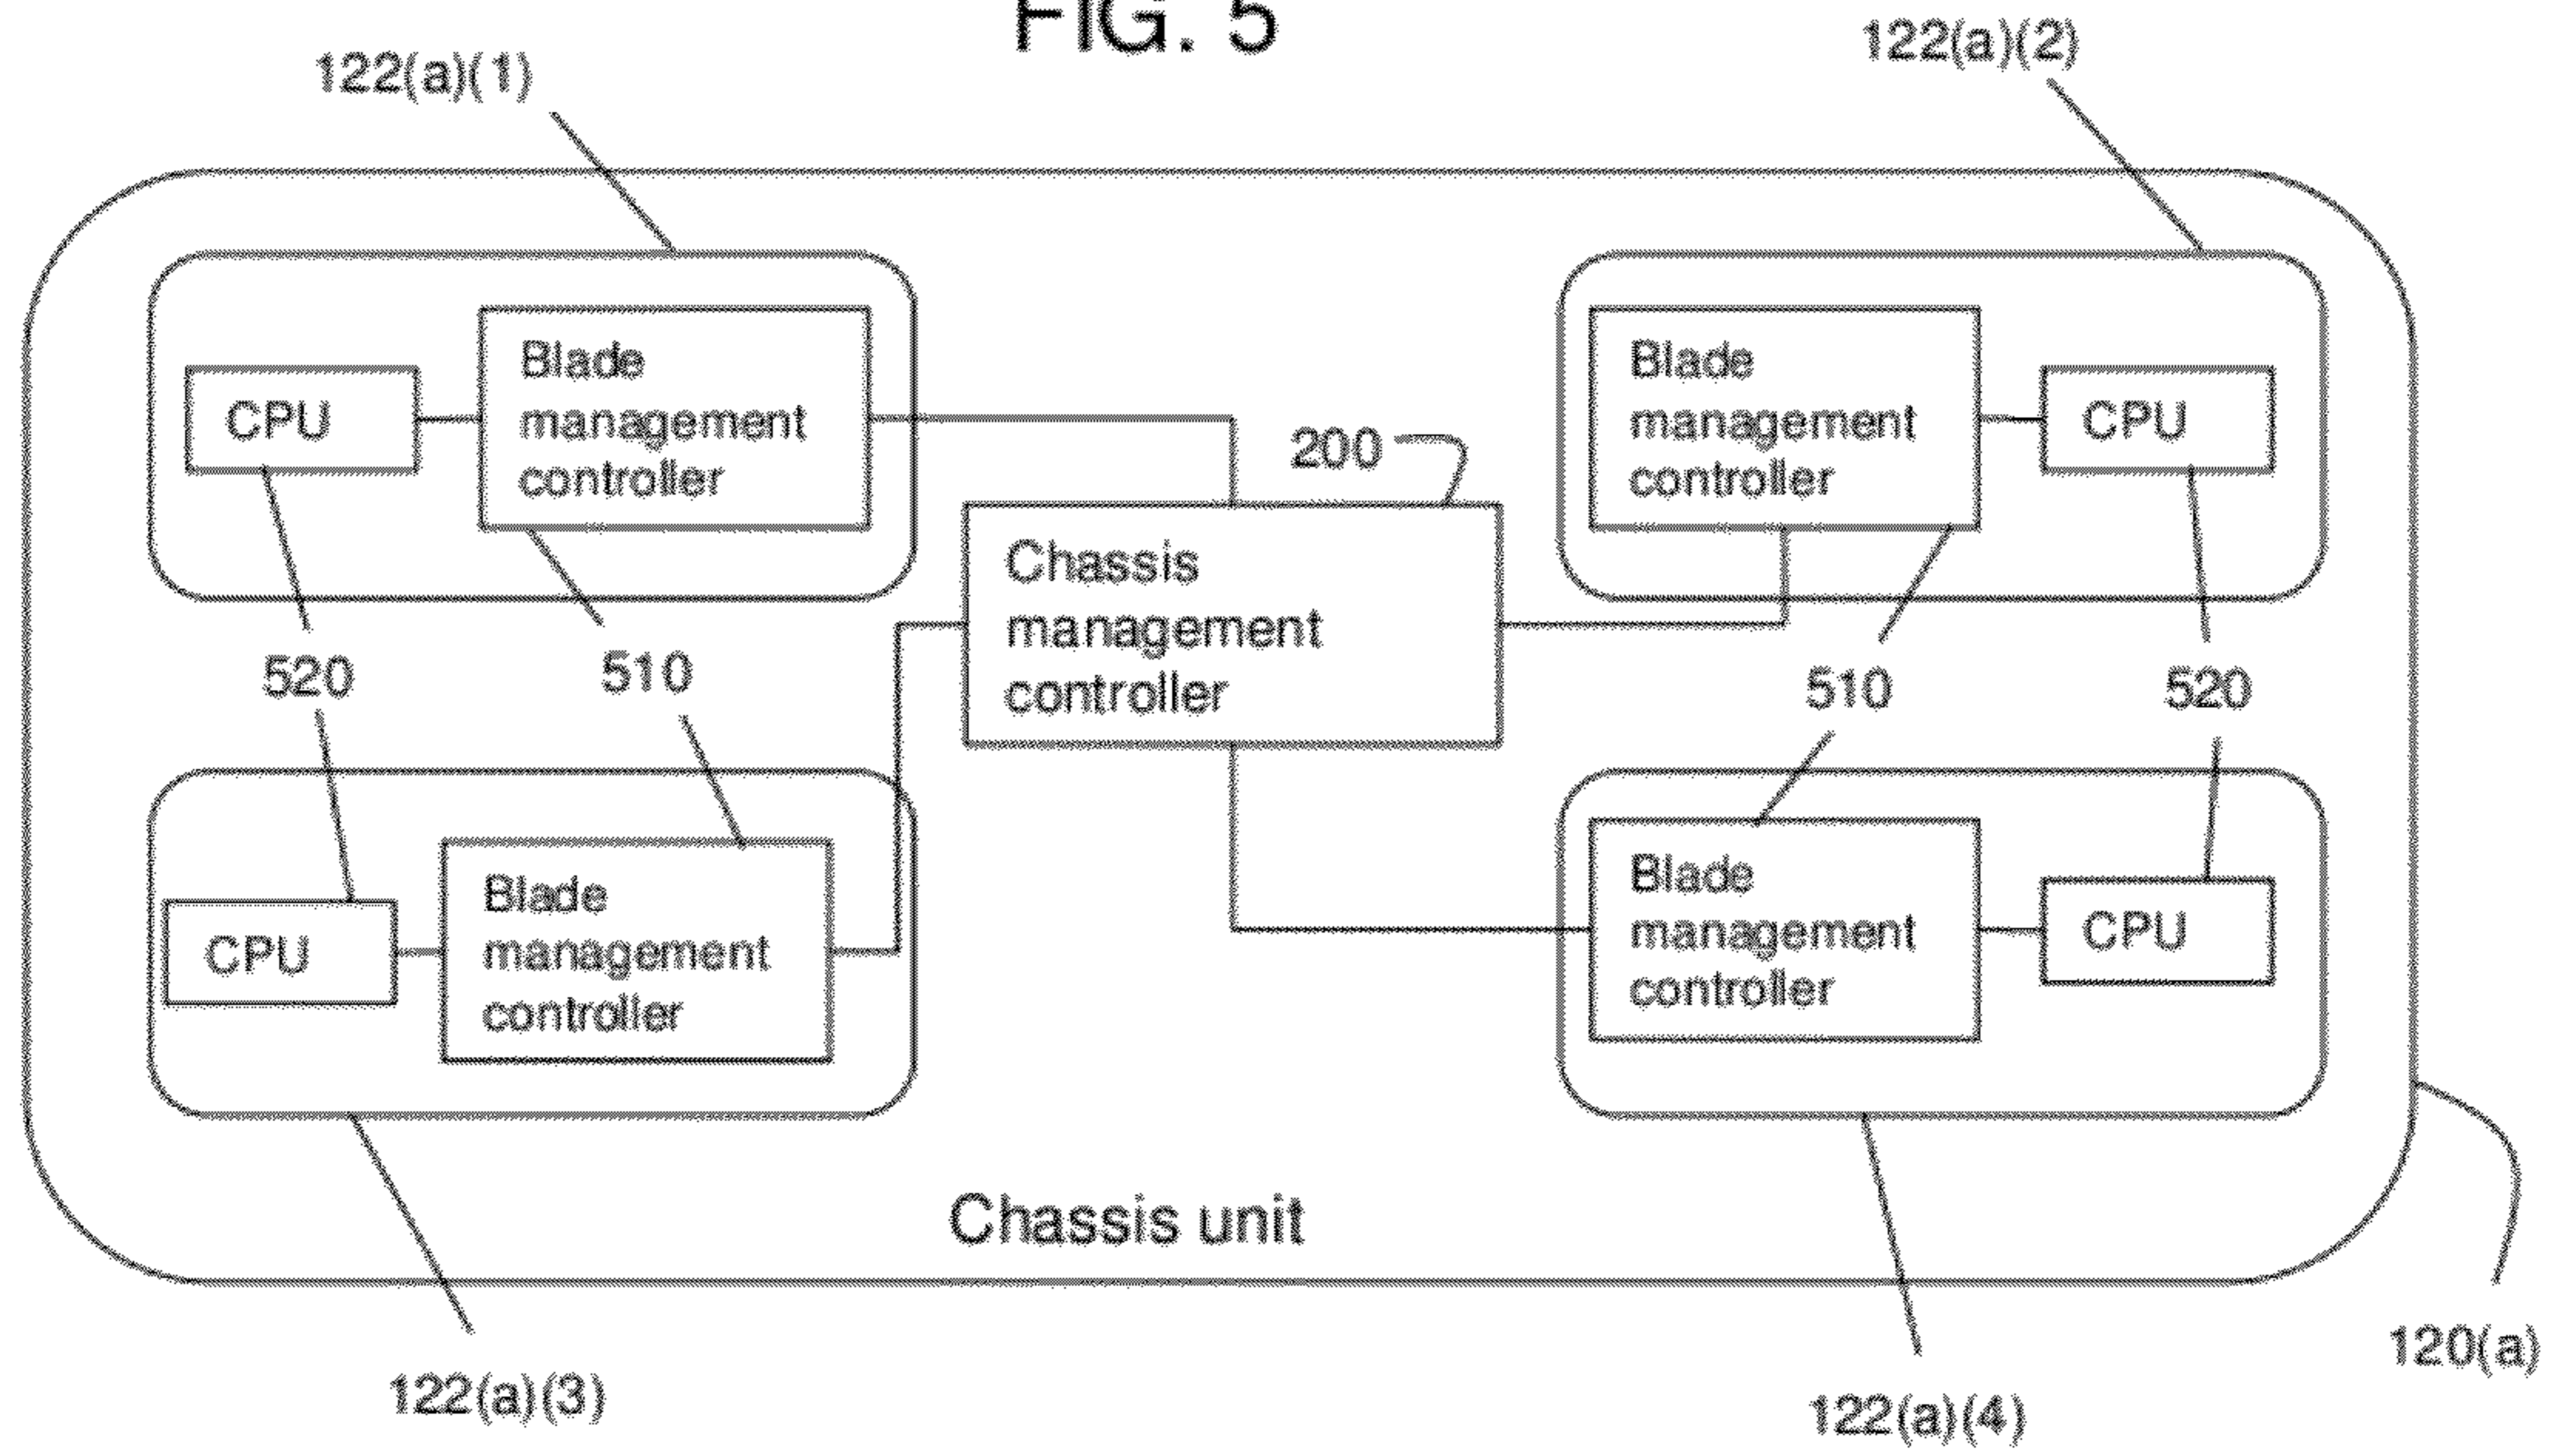 FIG. 5
122(a)(1)
122(a)(2)
Blade
management
controller
CPU
Blade
management
controller
CPU
200
Chassis
management
controller
520
510
510
520
Blade
management
controller
CPU
Blade
management
controller
CPU
Chassis unit
120(a)
122(a)(3)
122(a)(4)